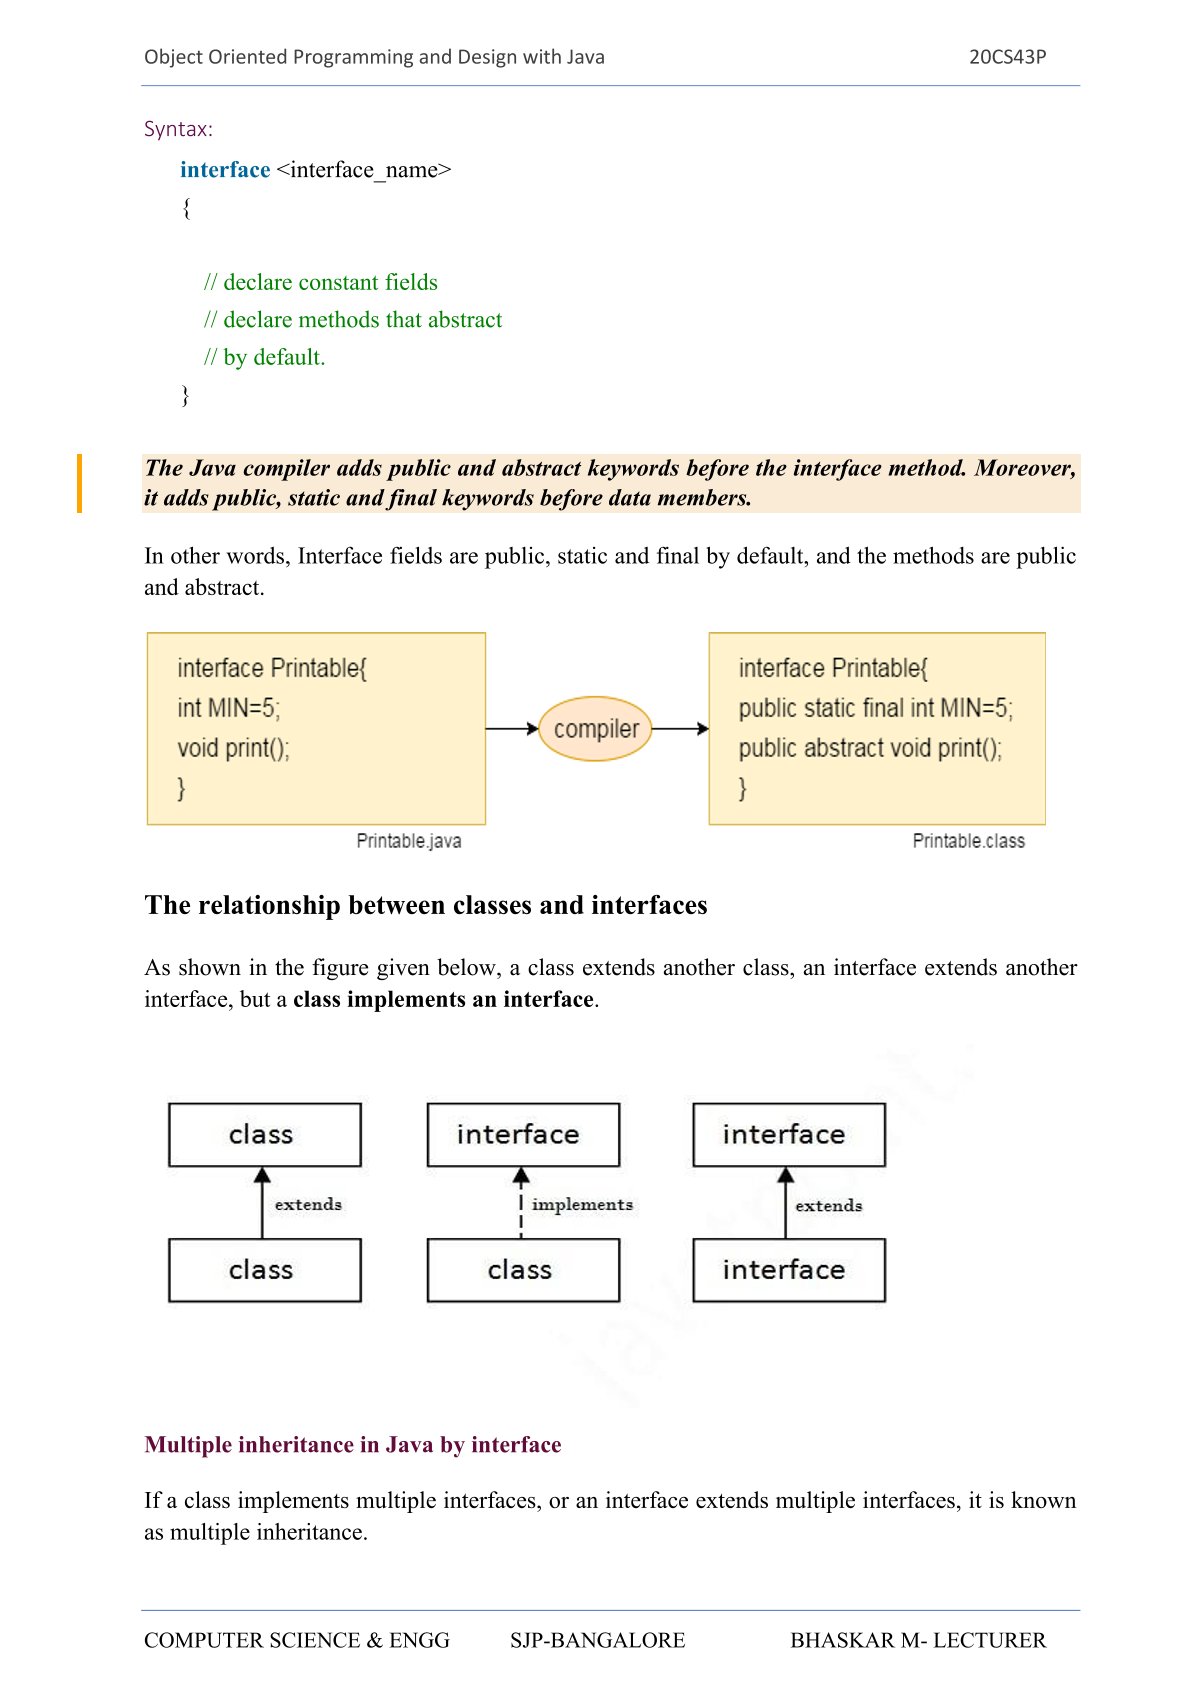 Object Oriented Programming and Design with Java 20CS43P
Syntax:
interface <interface_name>
{
// declare constant fields
// declare methods that abstract
// by default.
}
The Java compiler adds public and abstract keywords before the interface method. Moreover,
it adds public, static and final keywords before data members.
In other words, Interface fields are public, static and final by default, and the methods are public
and abstract.
interface Printable{
int MIN=5;
void print();
}
Printable.java
compiler
interface Printable{
public static final int MIN=5;
public abstract void print();
}
Printable.class
The relationship between classes and interfaces
As shown in the figure given below, a class extends another class, an interface extends another
interface, but a class implements an interface.
class interface interface
extends implements extends
class class interface
Multiple inheritance in Java by interface
If a class implements multiple interfaces, or an interface extends multiple interfaces, it is known
as multiple inheritance.
COMPUTER SCIENCE & ENGG SJP-BANGALORE BHASKAR M- LECTURER